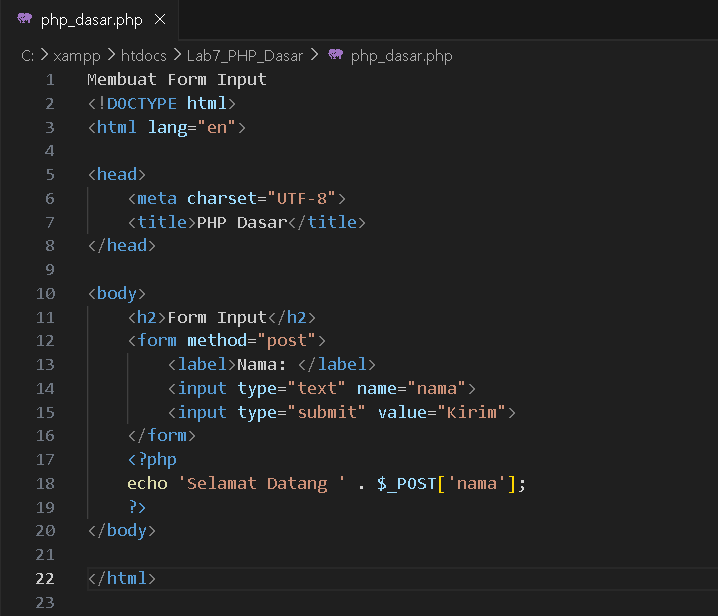 php_dasar.php ×
C: > xampp > htdocs > Lab7_PHP_Dasar > php_dasar.php
1 Membuat Form Input
2 <!DOCTYPE html>
3 <html lang="en">
4
5 <head>
6     <meta charset="UTF-8">
7     <title>PHP Dasar</title>
8 </head>
9
10 <body>
11     <h2>Form Input</h2>
12     <form method="post">
13         <label>Nama: </label>
14         <input type="text" name="nama">
15         <input type="submit" value="Kirim">
16     </form>
17     <?php
18     echo 'Selamat Datang ' . $_POST['nama'];
19     ?>
20 </body>
21
22 </html>
23